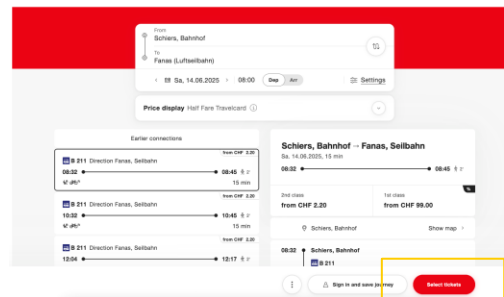 From
Schiers, Bahnhof
To
Fanas (Luftseilbahn)
Sa, 14.06.2025
08:00
Dep
Arr
Settings
Price display Half Fare Travelcard
Earlier connections
from CHF 2.20
B 211 Direction Fanas, Seilbahn
08:32
08:45
2'
15 min
from CHF 2.20
B 211 Direction Fanas, Seilbahn
10:32
10:45
2'
15 min
from CHF 2.20
B 211 Direction Fanas, Seilbahn
12:04
12:17
2'
Schiers, Bahnhof → Fanas, Seilbahn
Sa. 14.06.2025, 15 min
08:32
08:45
2'
2nd class
from CHF 2.20
1st class
from CHF 99.00
%
Schiers, Bahnhof
Show map
08:32
Schiers, Bahnhof
B 211
Sign in and save journey
Select tickets